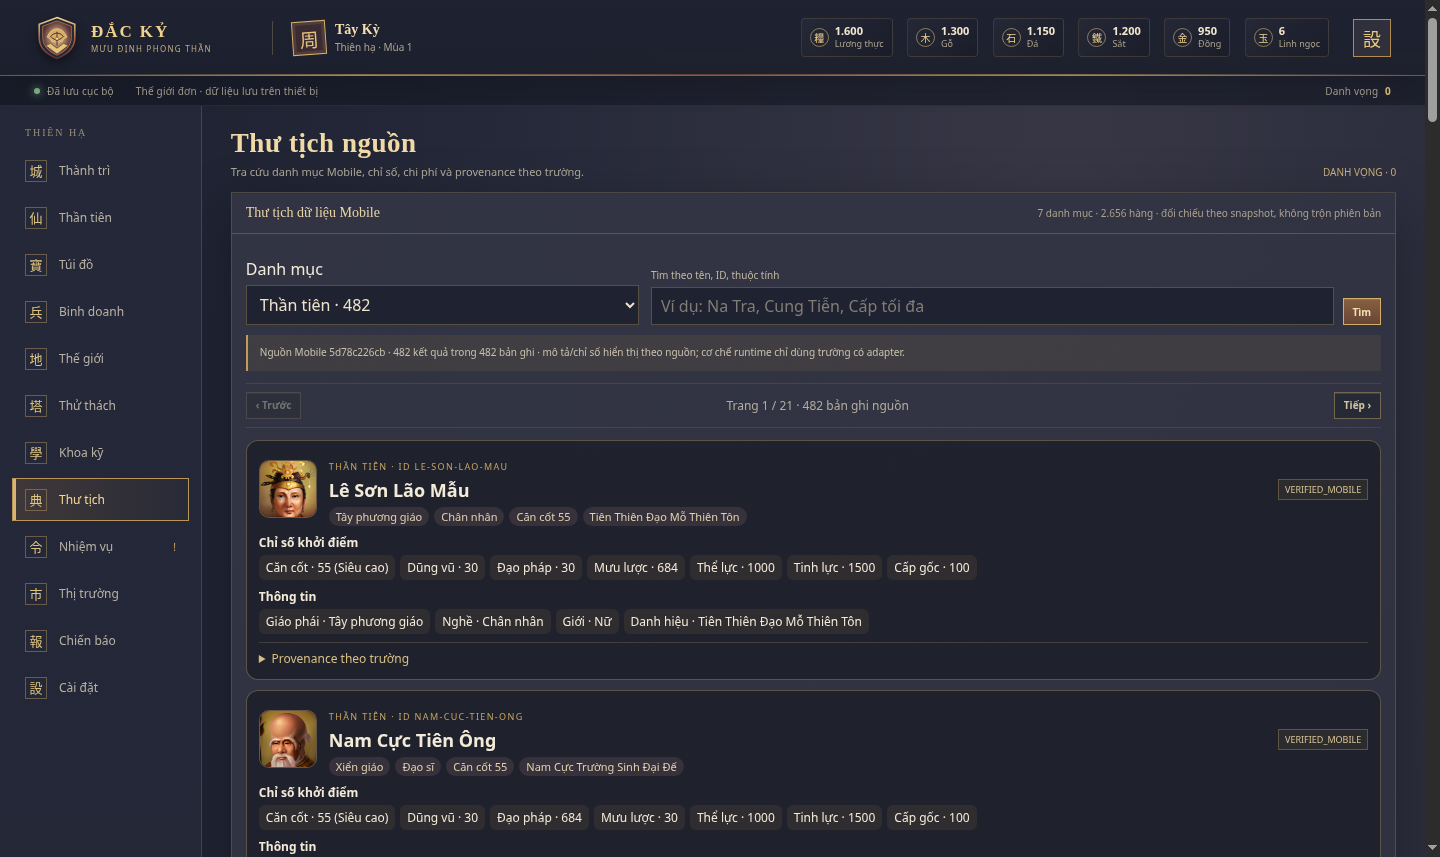 ĐẮC KỶ
MƯU ĐỊNH PHONG THẦN
周
Tây Kỳ
Thiên hạ · Mùa 1
糧 1.600 Lương thực
木 1.300 Gỗ
石 1.150 Đá
鐵 1.200 Sắt
金 950 Đồng
玉 6 Linh ngọc
設
Đã lưu cục bộ
Thế giới đơn · dữ liệu lưu trên thiết bị
Danh vọng 0
THIÊN HẠ
城 Thành trì
仙 Thần tiên
寶 Túi đồ
兵 Binh doanh
地 Thế giới
塔 Thử thách
學 Khoa kỹ
典 Thư tịch
令 Nhiệm vụ !
市 Thị trường
報 Chiến báo
設 Cài đặt
Thư tịch nguồn
Tra cứu danh mục Mobile, chỉ số, chi phí và provenance theo trường.
DANH VỌNG · 0
Thư tịch dữ liệu Mobile
7 danh mục · 2.656 hàng · đối chiếu theo snapshot, không trộn phiên bản
Danh mục
Thần tiên · 482
Tìm theo tên, ID, thuộc tính
Ví dụ: Na Tra, Cung Tiễn, Cấp tối đa
Tìm
Nguồn Mobile 5d78c226cb · 482 kết quả trong 482 bản ghi · mô tả/chỉ số hiển thị theo nguồn; cơ chế runtime chỉ dùng trường có adapter.
‹ Trước
Trang 1 / 21 · 482 bản ghi nguồn
Tiếp ›
THẦN TIÊN · ID LE-SON-LAO-MAU
Lê Sơn Lão Mẫu
VERIFIED_MOBILE
Tây phương giáo Chân nhân Căn cốt 55 Tiên Thiên Đạo Mỗ Thiên Tôn
Chỉ số khởi điểm
Căn cốt · 55 (Siêu cao) Dũng vũ · 30 Đạo pháp · 30 Mưu lược · 684 Thể lực · 1000 Tinh lực · 1500 Cấp gốc · 100
Thông tin
Giáo phái · Tây phương giáo Nghề · Chân nhân Giới · Nữ Danh hiệu · Tiên Thiên Đạo Mỗ Thiên Tôn
▶ Provenance theo trường
THẦN TIÊN · ID NAM-CUC-TIEN-ONG
Nam Cực Tiên Ông
VERIFIED_MOBILE
Xiển giáo Đạo sĩ Căn cốt 55 Nam Cực Trường Sinh Đại Đế
Chỉ số khởi điểm
Căn cốt · 55 (Siêu cao) Dũng vũ · 30 Đạo pháp · 684 Mưu lược · 30 Thể lực · 1000 Tinh lực · 1500 Cấp gốc · 100
Thông tin